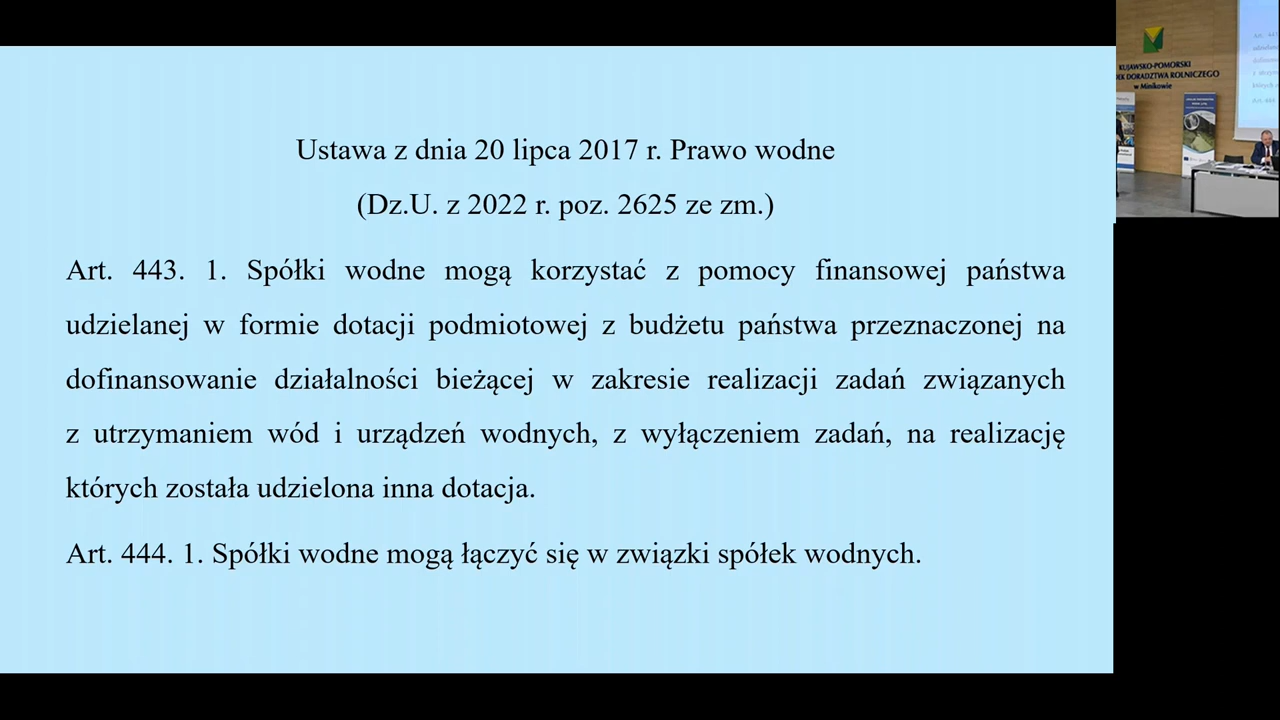 Ustawa z dnia 20 lipca 2017 r. Prawo wodne
(Dz.U. z 2022 r. poz. 2625 ze zm.)
Art. 443. 1. Spółki wodne mogą korzystać z pomocy finansowej państwa
udzielanej w formie dotacji podmiotowej z budżetu państwa przeznaczonej na
dofinansowanie działalności bieżącej w zakresie realizacji zadań związanych
z utrzymaniem wód i urządzeń wodnych, z wyłączeniem zadań, na realizację
których została udzielona inna dotacja.
Art. 444. 1. Spółki wodne mogą łączyć się w związki spółek wodnych.
KUJAWSKO-POMORSKI
DEK DORADZTWA ROLNICZEGO
w Minikowie